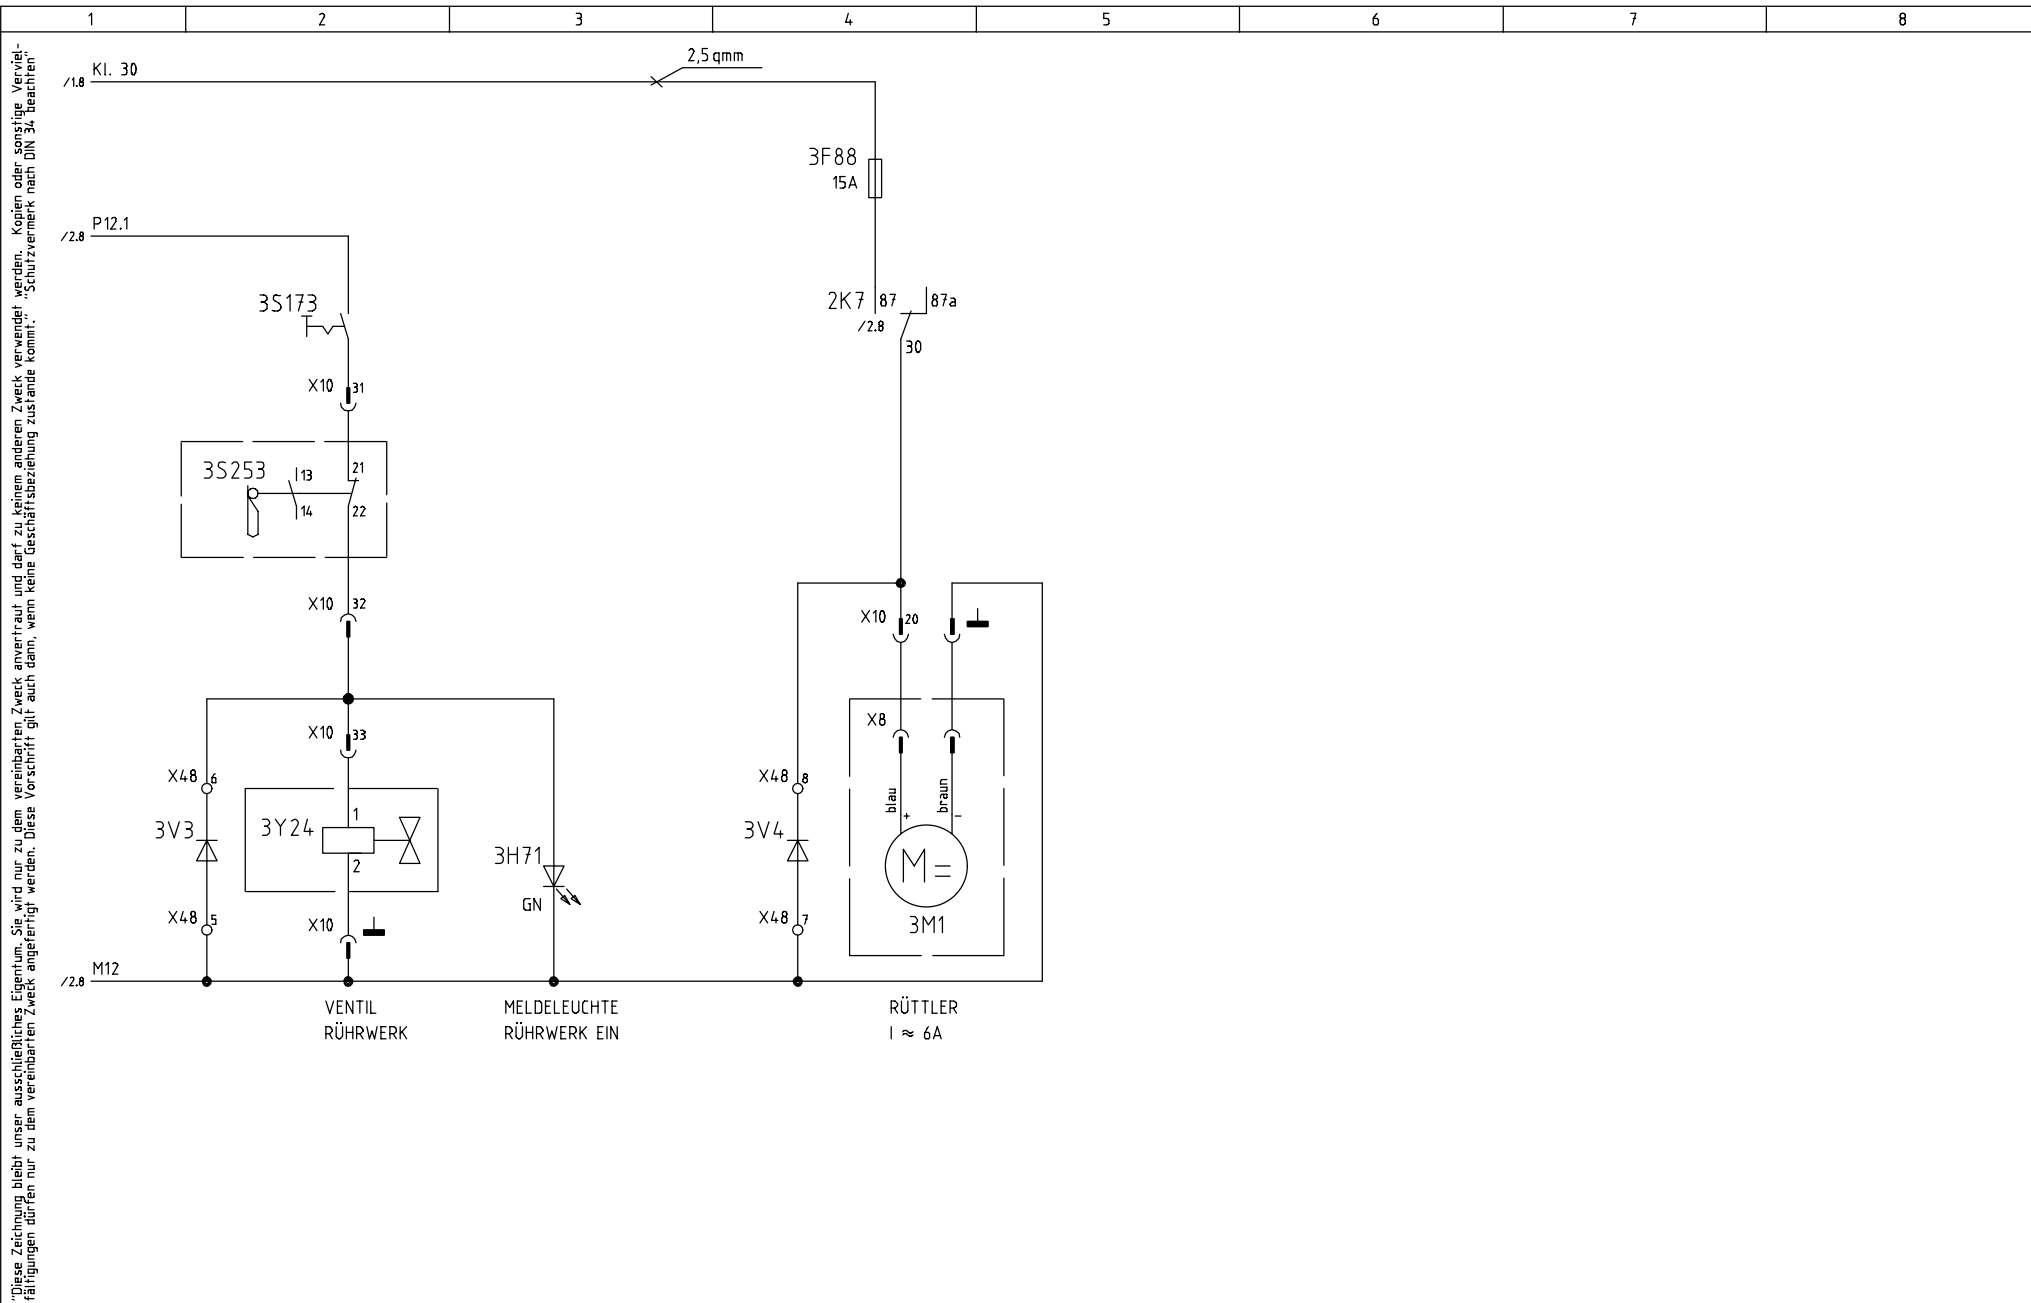 1 2 3 4 5 6 7 8
2,5 qmm
Kl. 30
/1.8
3F88
15A
P12.1
/2.8
3S173
2K7 87 87a
/2.8
30
X10 31
3S253 13 21
14 22
X10 32
X10 20
X10 33
X8
X48 6
X48 8
blau braun
+ −
1
3V3 3Y24
2
3H71
GN
3V4
M=
3M1
X48 5
X10
X48 7
M12
/2.8
VENTIL
RÜHRWERK
MELDELEUCHTE
RÜHRWERK EIN
RÜTTLER
I ≈ 6A
"Diese Zeichnung bleibt unser ausschließliches Eigentum. Sie wird nur zu dem vereinbarten Zweck anvertraut und darf zu keinem anderen Zweck verwendet werden. Kopien oder sonstige Verviel-
fältigungen dürfen nur zu dem vereinbarten Zweck angefertigt werden. Diese Vorschrift gilt auch dann, wenn keine Geschäftsbeziehung zustande kommt." "Schutzvermerk nach DIN 34 beachten"